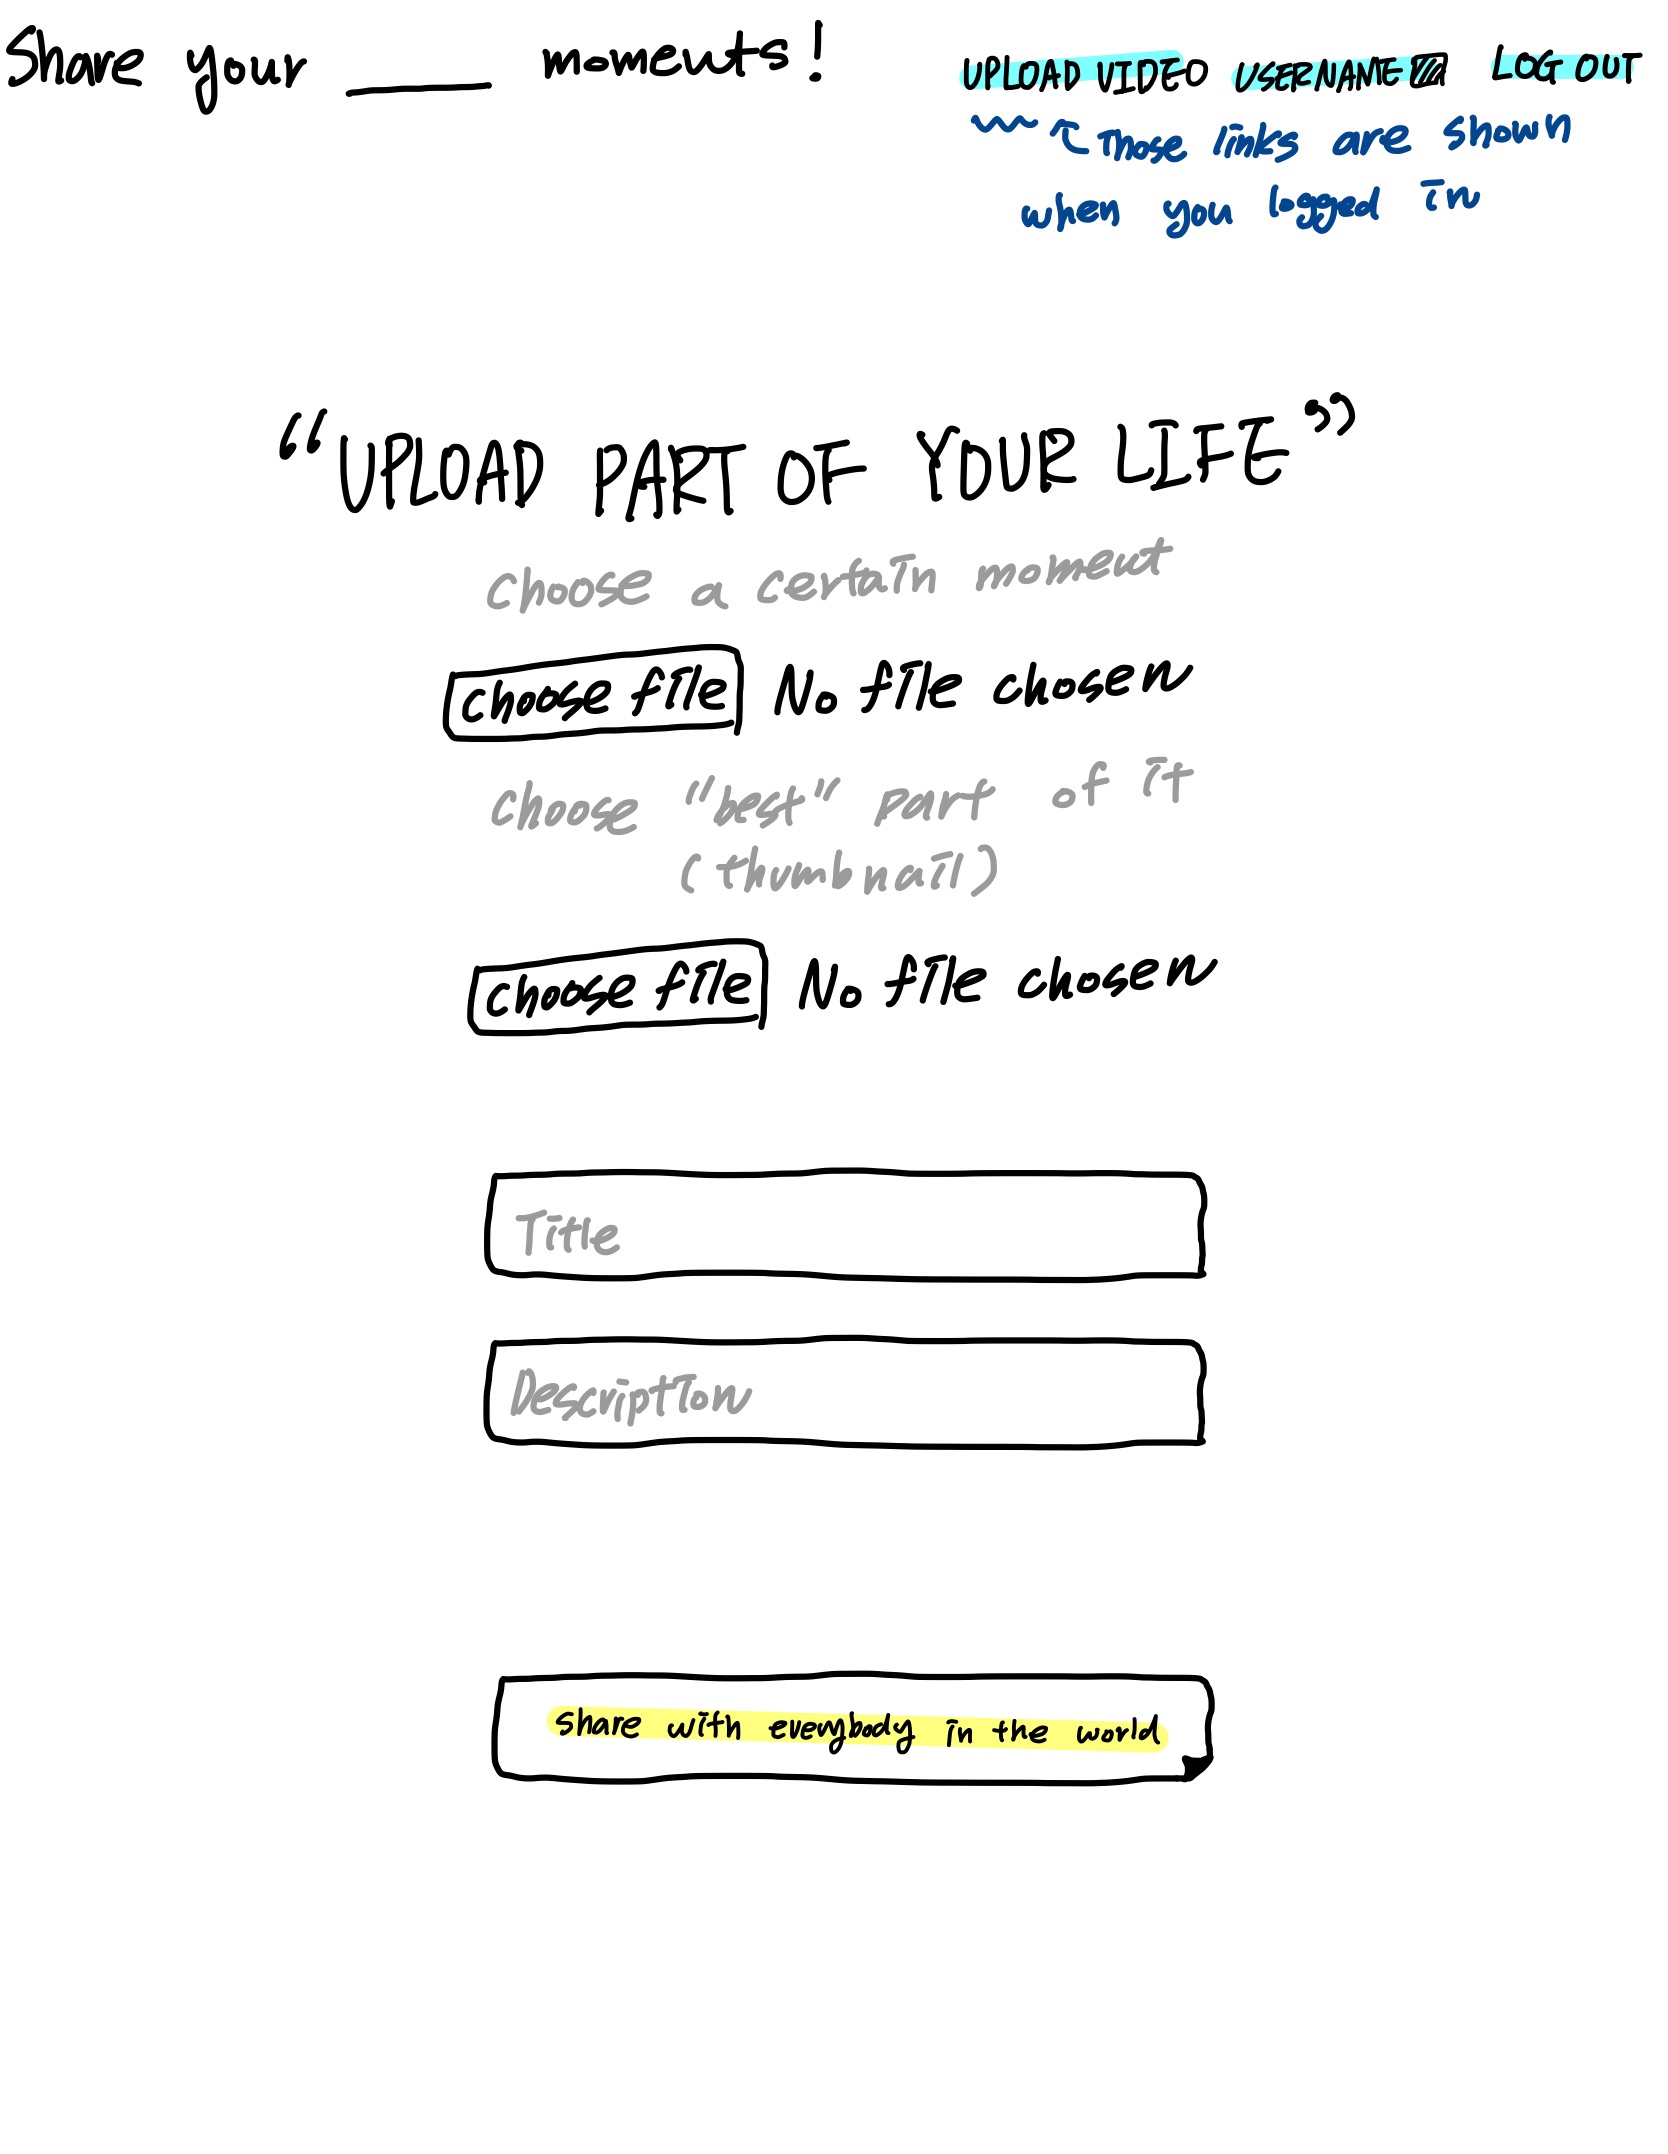 Share your ____ moments!
UPLOAD VIDEO USERNAME LOG OUT
Those links are shown
when you logged in
“UPLOAD PART OF YOUR LIFE”
choose a certain moment
choose file No file chosen
choose "best" part of it
(thumbnail)
choose file No file chosen
Title
Description
share with everybody in the world